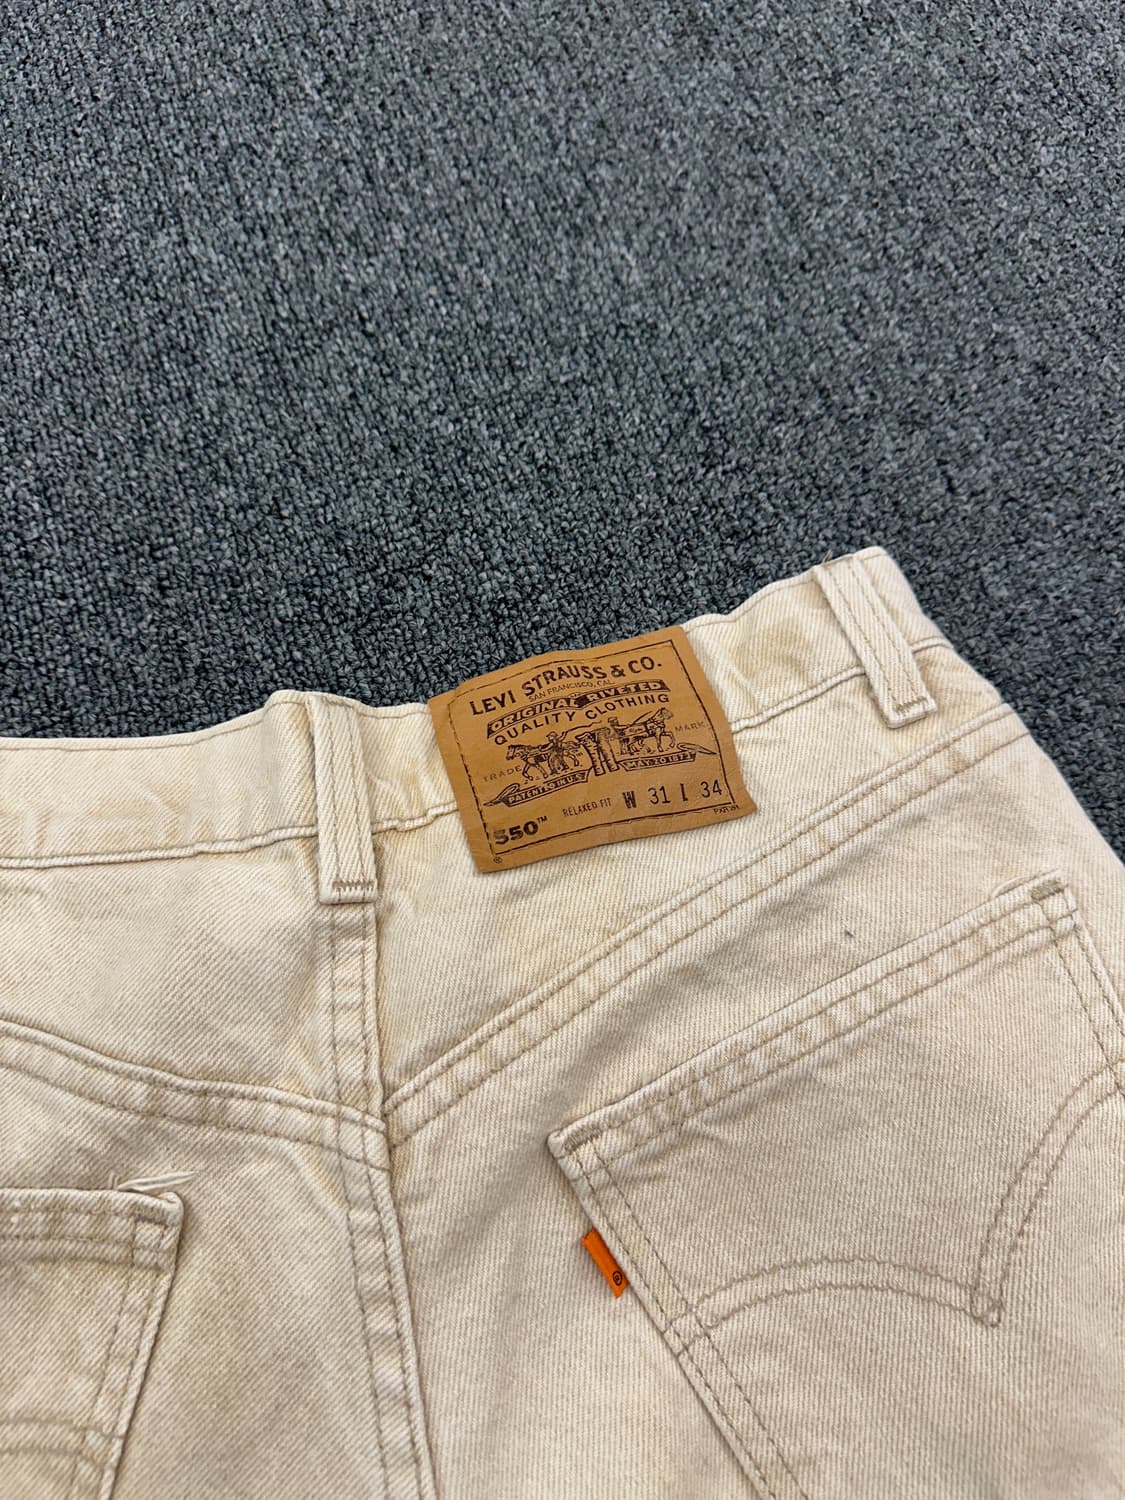 LEVI STRAUSS & CO.
SAN FRANCISCO, CAL.
ORIGINAL RIVETED
QUALITY CLOTHING
TRADE MARK
PATENTED IN U.S. MAY 20 1873
550™ RELAXED FIT W 31 L 34
®
®